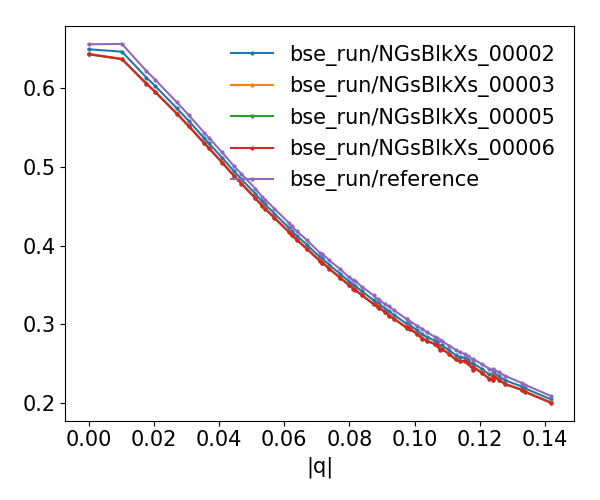 bse_run/NGsBlkXs_00002
bse_run/NGsBlkXs_00003
bse_run/NGsBlkXs_00005
bse_run/NGsBlkXs_00006
bse_run/reference
0.6
0.5
0.4
0.3
0.2
0.00 0.02 0.04 0.06 0.08 0.10 0.12 0.14
|q|